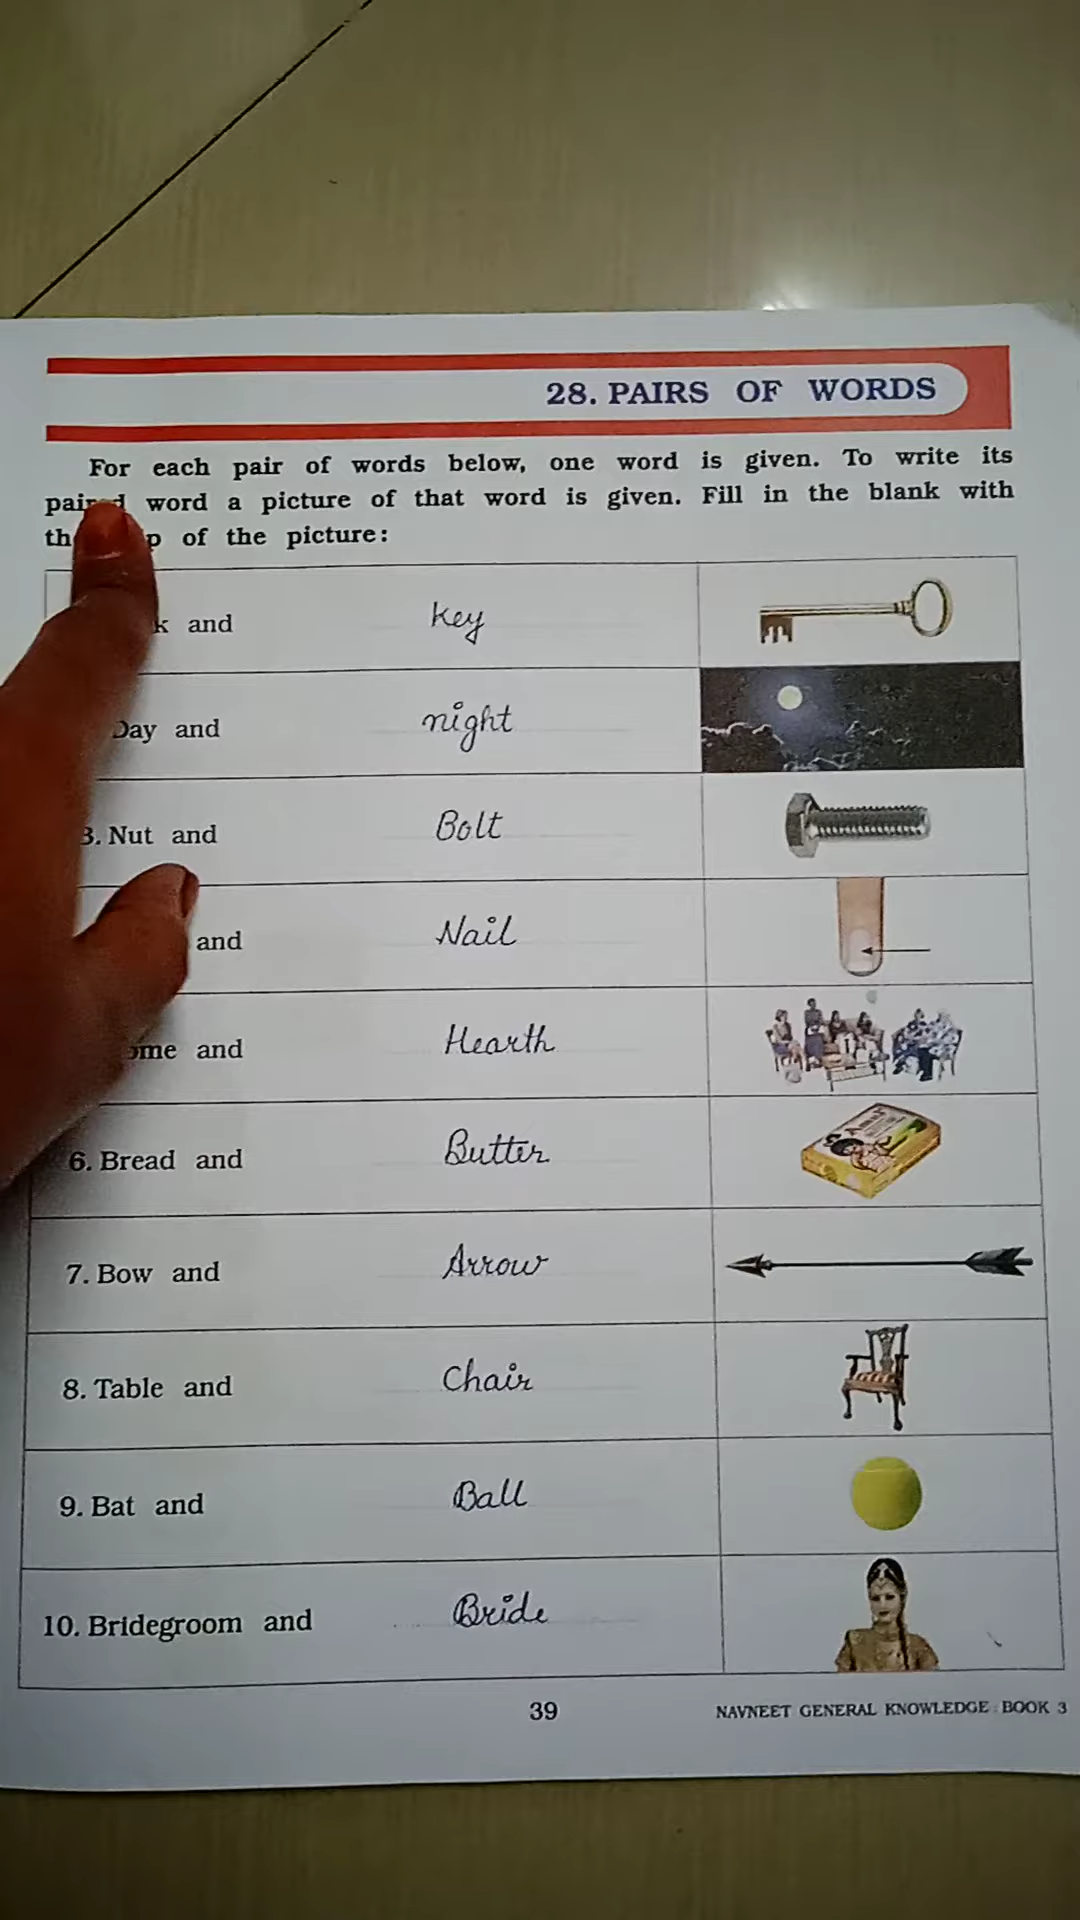 28. PAIRS OF WORDS
For each pair of words below, one word is given. To write its
word a picture of that word is given. Fill in the blank with
of the picture:
and key
Day and night
3. Nut and Bolt
and Nail
and Hearth
6. Bread and Butter
7. Bow and Arrow
8. Table and Chair
9. Bat and Ball
10. Bridegroom and Bride
39 NAVNEET GENERAL KNOWLEDGE : BOOK 3